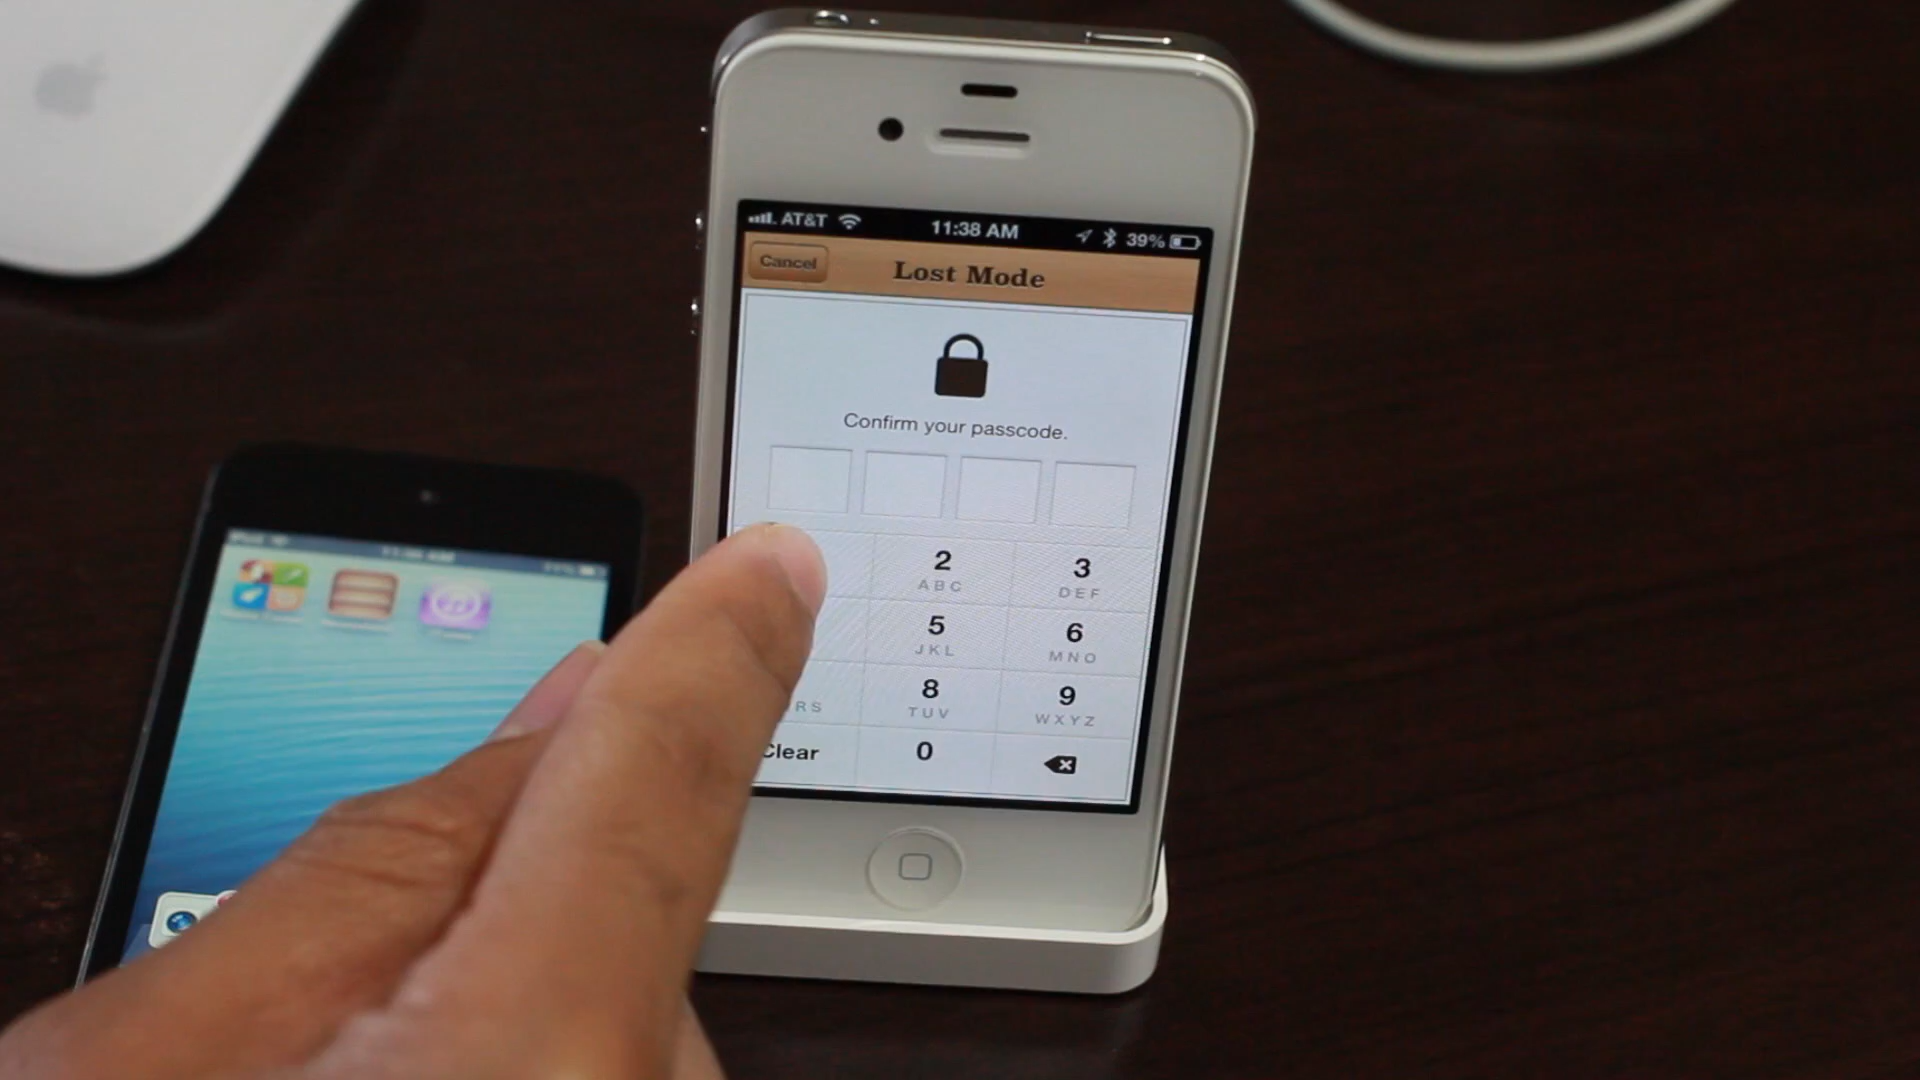 AT&T 11:38 AM 39%
Cancel Lost Mode
Confirm your passcode.
2 3
ABC DEF
5 6
JKL MNO
8 9
RS TUV WXYZ
Clear 0